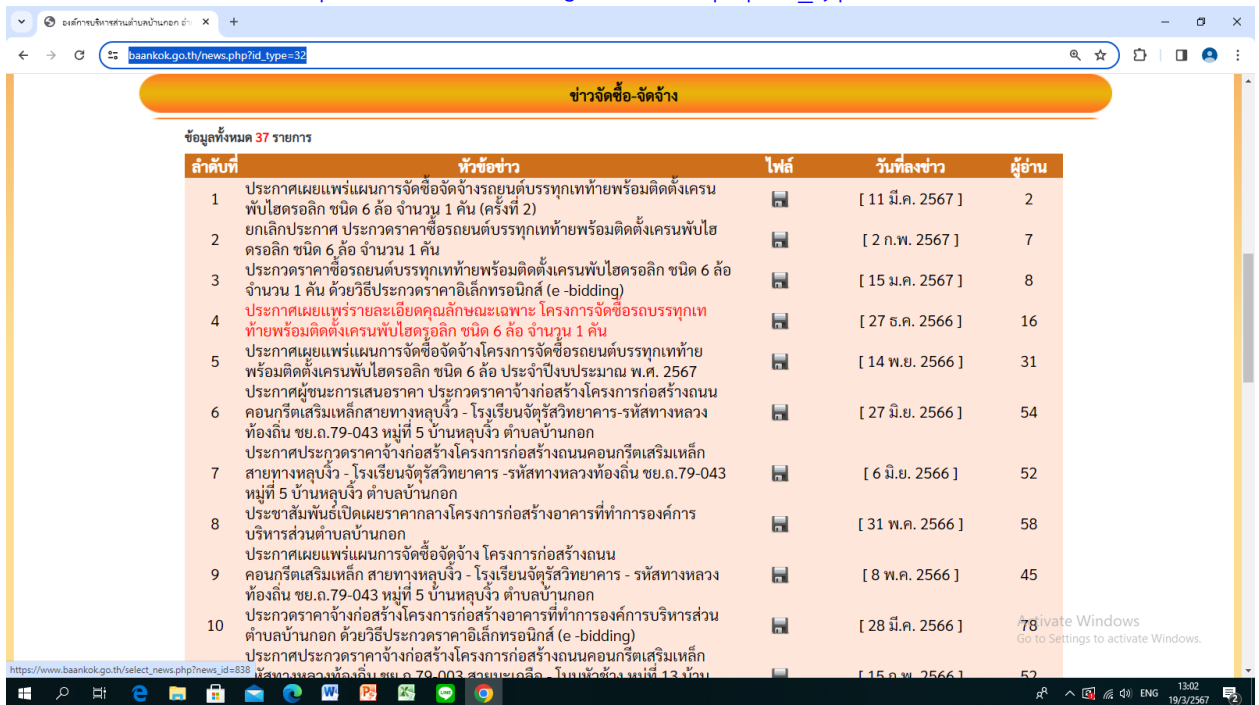 องค์การบริหารส่วนตำบลบ้านกอก อำ
baankok.go.th/news.php?id_type=32
ข่าวจัดซื้อ-จัดจ้าง
ข้อมูลทั้งหมด 37 รายการ
ลำดับที่ หัวข้อข่าว ไฟล์ วันที่ลงข่าว ผู้อ่าน
1 ประกาศเผยแพร่แผนการจัดซื้อจัดจ้างรถยนต์บรรทุกเทท้ายพร้อมติดตั้งเครน
พับไฮดรอลิก ชนิด 6 ล้อ จำนวน 1 คัน (ครั้งที่ 2) [ 11 มี.ค. 2567 ] 2
2 ยกเลิกประกาศ ประกวดราคาซื้อรถยนต์บรรทุกเทท้ายพร้อมติดตั้งเครนพับไฮ
ดรอลิก ชนิด 6 ล้อ จำนวน 1 คัน [ 2 ก.พ. 2567 ] 7
3 ประกวดราคาซื้อรถยนต์บรรทุกเทท้ายพร้อมติดตั้งเครนพับไฮดรอลิก ชนิด 6 ล้อ
จำนวน 1 คัน ด้วยวิธีประกวดราคาอิเล็กทรอนิกส์ (e -bidding) [ 15 ม.ค. 2567 ] 8
4 ประกาศเผยแพร่รายละเอียดคุณลักษณะเฉพาะ โครงการจัดซื้อรถบรรทุกเท
ท้ายพร้อมติดตั้งเครนพับไฮดรอลิก ชนิด 6 ล้อ จำนวน 1 คัน [ 27 ธ.ค. 2566 ] 16
5 ประกาศเผยแพร่แผนการจัดซื้อจัดจ้างโครงการจัดซื้อรถยนต์บรรทุกเทท้าย
พร้อมติดตั้งเครนพับไฮดรอลิก ชนิด 6 ล้อ ประจำปีงบประมาณ พ.ศ. 2567 [ 14 พ.ย. 2566 ] 31
ประกาศผู้ชนะการเสนอราคา ประกวดราคาจ้างก่อสร้างโครงการก่อสร้างถนน
6 คอนกรีตเสริมเหล็กสายทางหลุบงิ้ว - โรงเรียนจัตุรัสวิทยาคาร-รหัสทางหลวง [ 27 มิ.ย. 2566 ] 54
ท้องถิ่น ชย.ถ.79-043 หมู่ที่ 5 บ้านหลุบงิ้ว ตำบลบ้านกอก
ประกาศประกวดราคาจ้างก่อสร้างโครงการก่อสร้างถนนคอนกรีตเสริมเหล็ก
7 สายทางหลุบงิ้ว - โรงเรียนจัตุรัสวิทยาคาร -รหัสทางหลวงท้องถิ่น ชย.ถ.79-043 [ 6 มิ.ย. 2566 ] 52
หมู่ที่ 5 บ้านหลุบงิ้ว ตำบลบ้านกอก
8 ประชาสัมพันธ์เปิดเผยราคากลางโครงการก่อสร้างอาคารที่ทำการองค์การ
บริหารส่วนตำบลบ้านกอก [ 31 พ.ค. 2566 ] 58
ประกาศเผยแพร่แผนการจัดซื้อจัดจ้าง โครงการก่อสร้างถนน
9 คอนกรีตเสริมเหล็ก สายทางหลุบงิ้ว - โรงเรียนจัตุรัสวิทยาคาร - รหัสทางหลวง [ 8 พ.ค. 2566 ] 45
ท้องถิ่น ชย.ถ.79-043 หมู่ที่ 5 บ้านหลุบงิ้ว ตำบลบ้านกอก
10 ประกวดราคาจ้างก่อสร้างโครงการก่อสร้างอาคารที่ทำการองค์การบริหารส่วน
ตำบลบ้านกอก ด้วยวิธีประกวดราคาอิเล็กทรอนิกส์ (e -bidding) [ 28 มี.ค. 2566 ] 78
ประกาศประกวดราคาจ้างก่อสร้างโครงการก่อสร้างถนนคอนกรีตเสริมเหล็ก
Activate Windows
Go to Settings to activate Windows.
https://www.baankok.go.th/select_news.php?news_id=838
ENG 13:02
19/3/2567